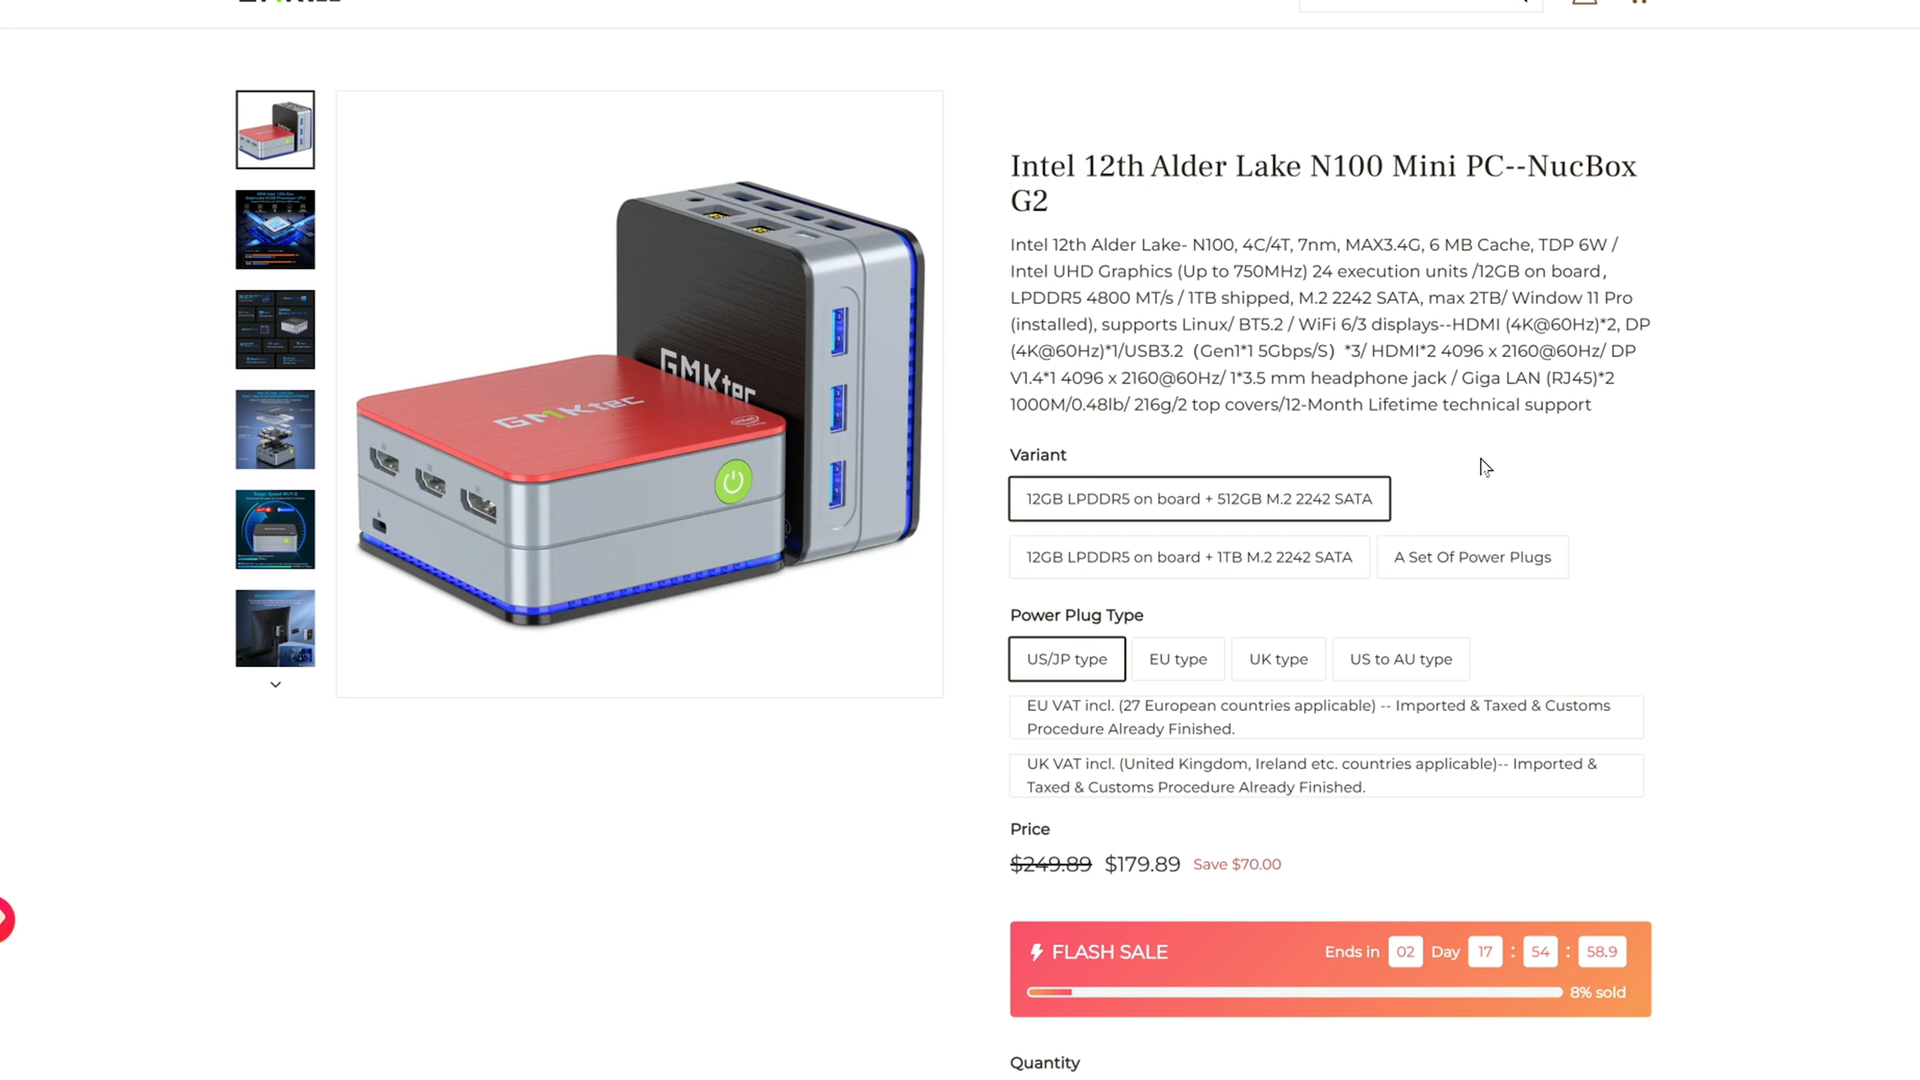 GMKtec
GMKtec
Intel 12th Alder Lake N100 Mini PC--NucBox
G2
Intel 12th Alder Lake- N100, 4C/4T, 7nm, MAX3.4G, 6 MB Cache, TDP 6W /
Intel UHD Graphics (Up to 750MHz) 24 execution units /12GB on board,
LPDDR5 4800 MT/s / 1TB shipped, M.2 2242 SATA, max 2TB/ Window 11 Pro
(installed), supports Linux/ BT5.2 / WiFi 6/3 displays--HDMI (4K@60Hz)*2, DP
(4K@60Hz)*1/USB3.2（Gen1*1 5Gbps/S）*3/ HDMI*2 4096 x 2160@60Hz/ DP
V1.4*1 4096 x 2160@60Hz/ 1*3.5 mm headphone jack / Giga LAN (RJ45)*2
1000M/0.48lb/ 216g/2 top covers/12-Month Lifetime technical support
Variant
12GB LPDDR5 on board + 512GB M.2 2242 SATA
12GB LPDDR5 on board + 1TB M.2 2242 SATA
A Set Of Power Plugs
Power Plug Type
US/JP type
EU type
UK type
US to AU type
EU VAT incl. (27 European countries applicable) -- Imported & Taxed & Customs
Procedure Already Finished.
UK VAT incl. (United Kingdom, Ireland etc. countries applicable)-- Imported &
Taxed & Customs Procedure Already Finished.
Price
$249.89 $179.89 Save $70.00
FLASH SALE
Ends in 02 Day 17 : 54 : 58.9
8% sold
Quantity